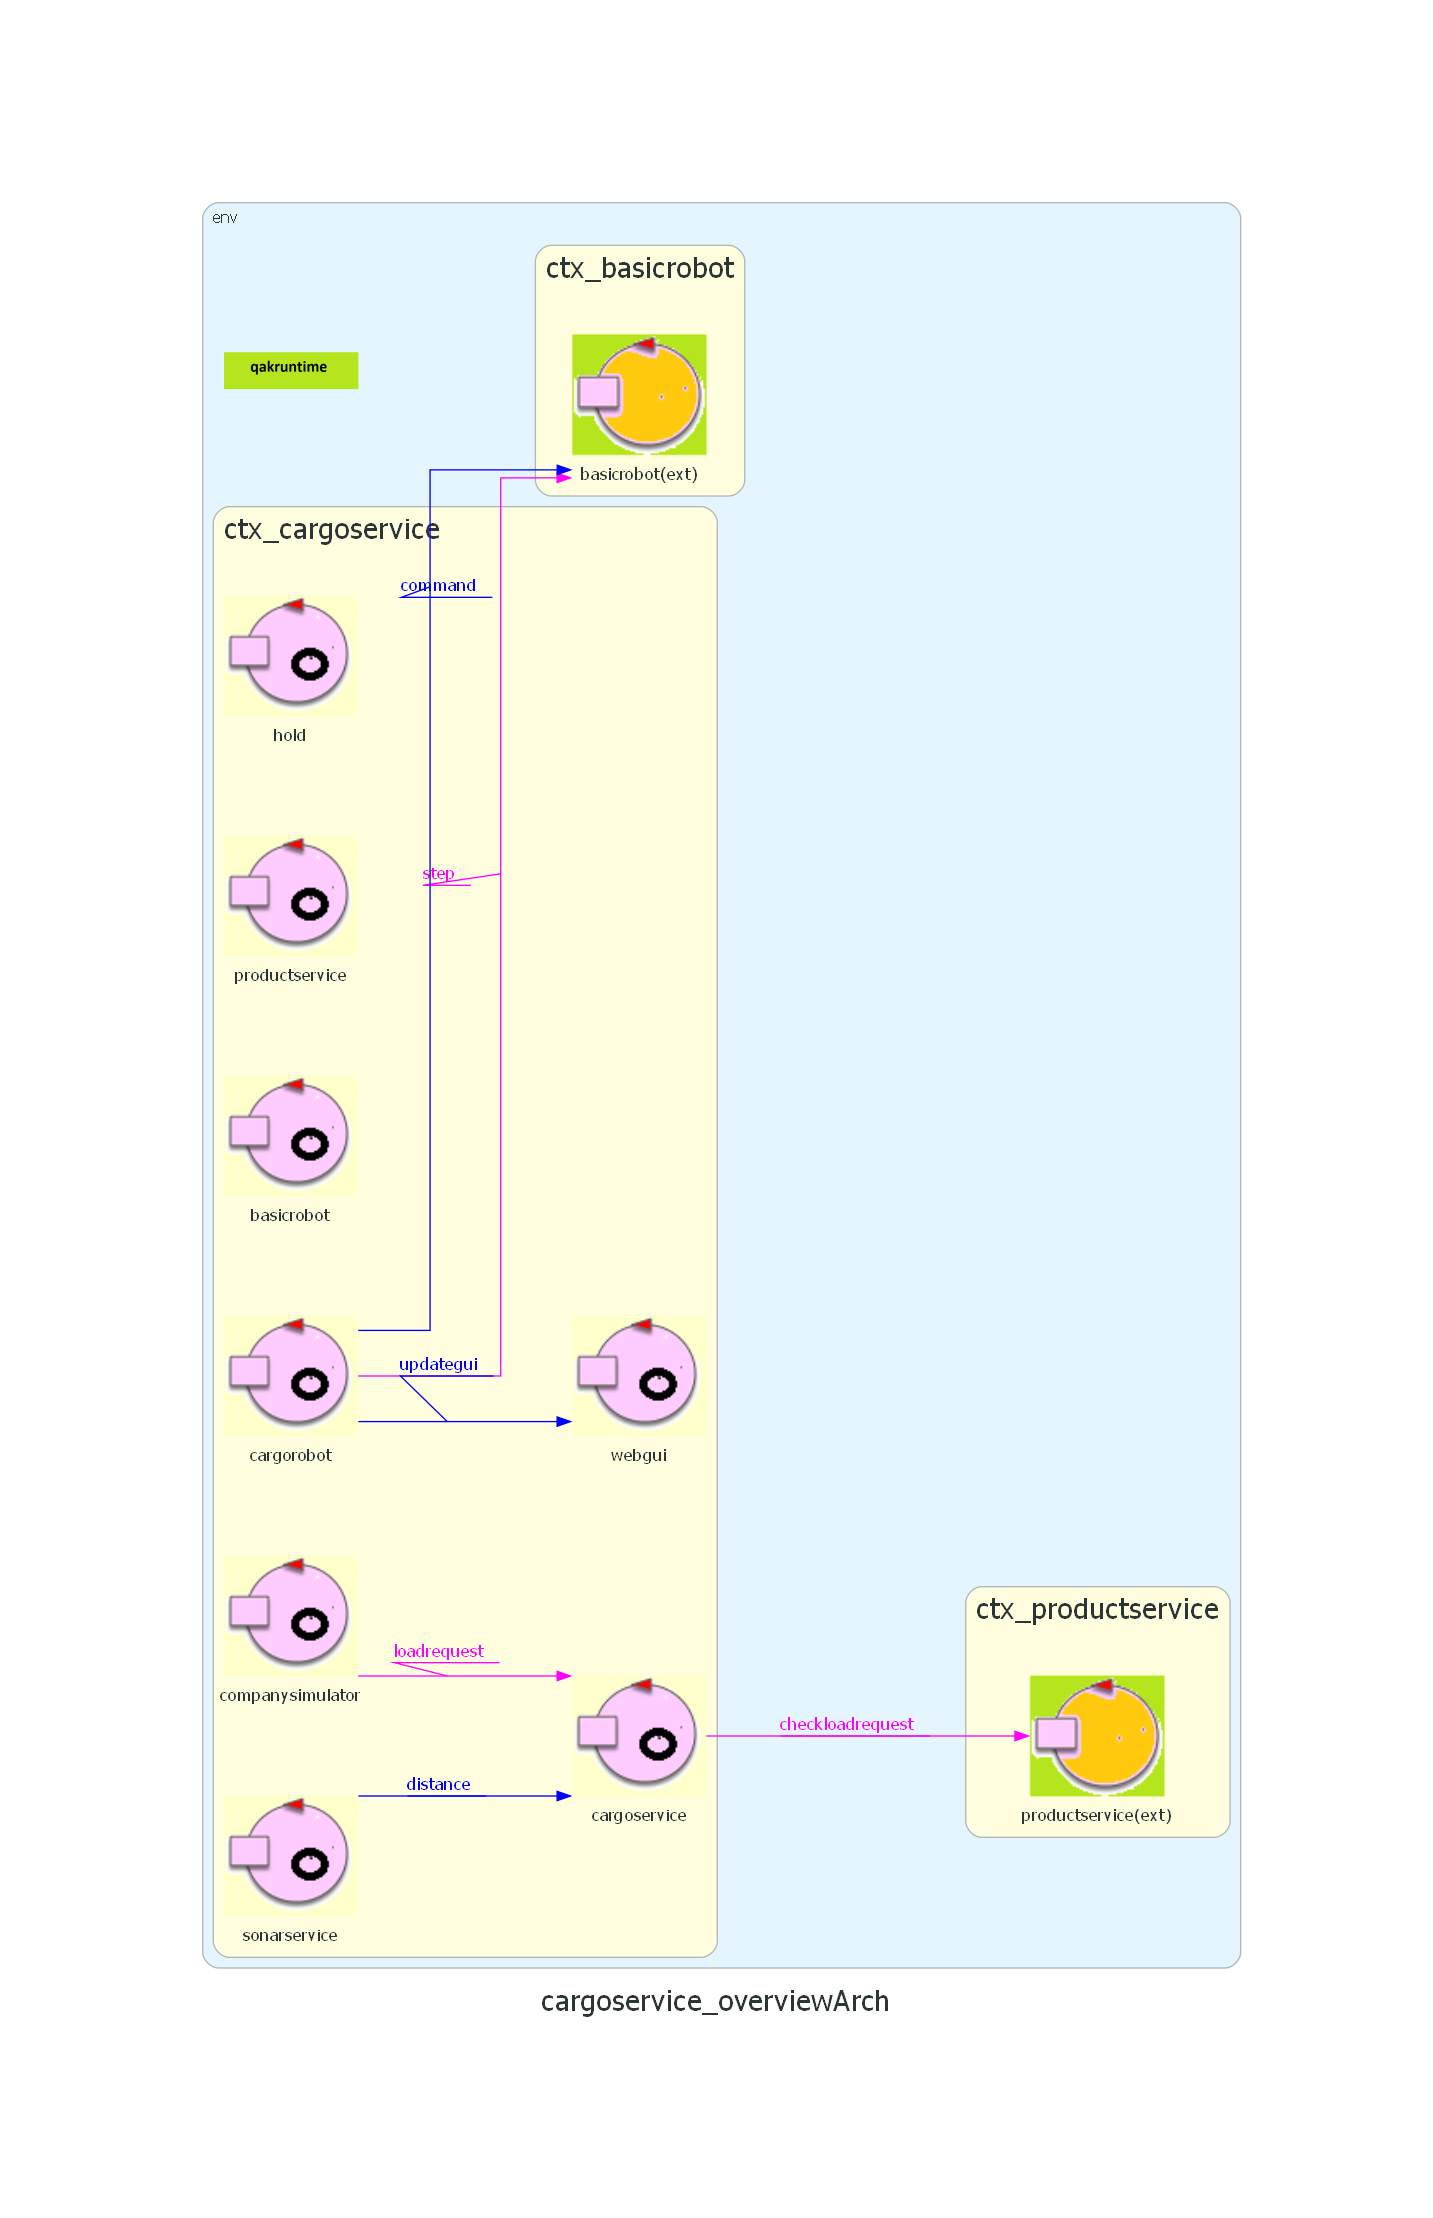 env
ctx_basicrobot
qakruntime
basicrobot(ext)
ctx_cargoservice
command
hold
step
productservice
basicrobot
updategui
cargorobot
webgui
loadrequest
companysimulator
ctx_productservice
checkloadrequest
distance
cargoservice
productservice(ext)
sonarservice
cargoservice_overviewArch